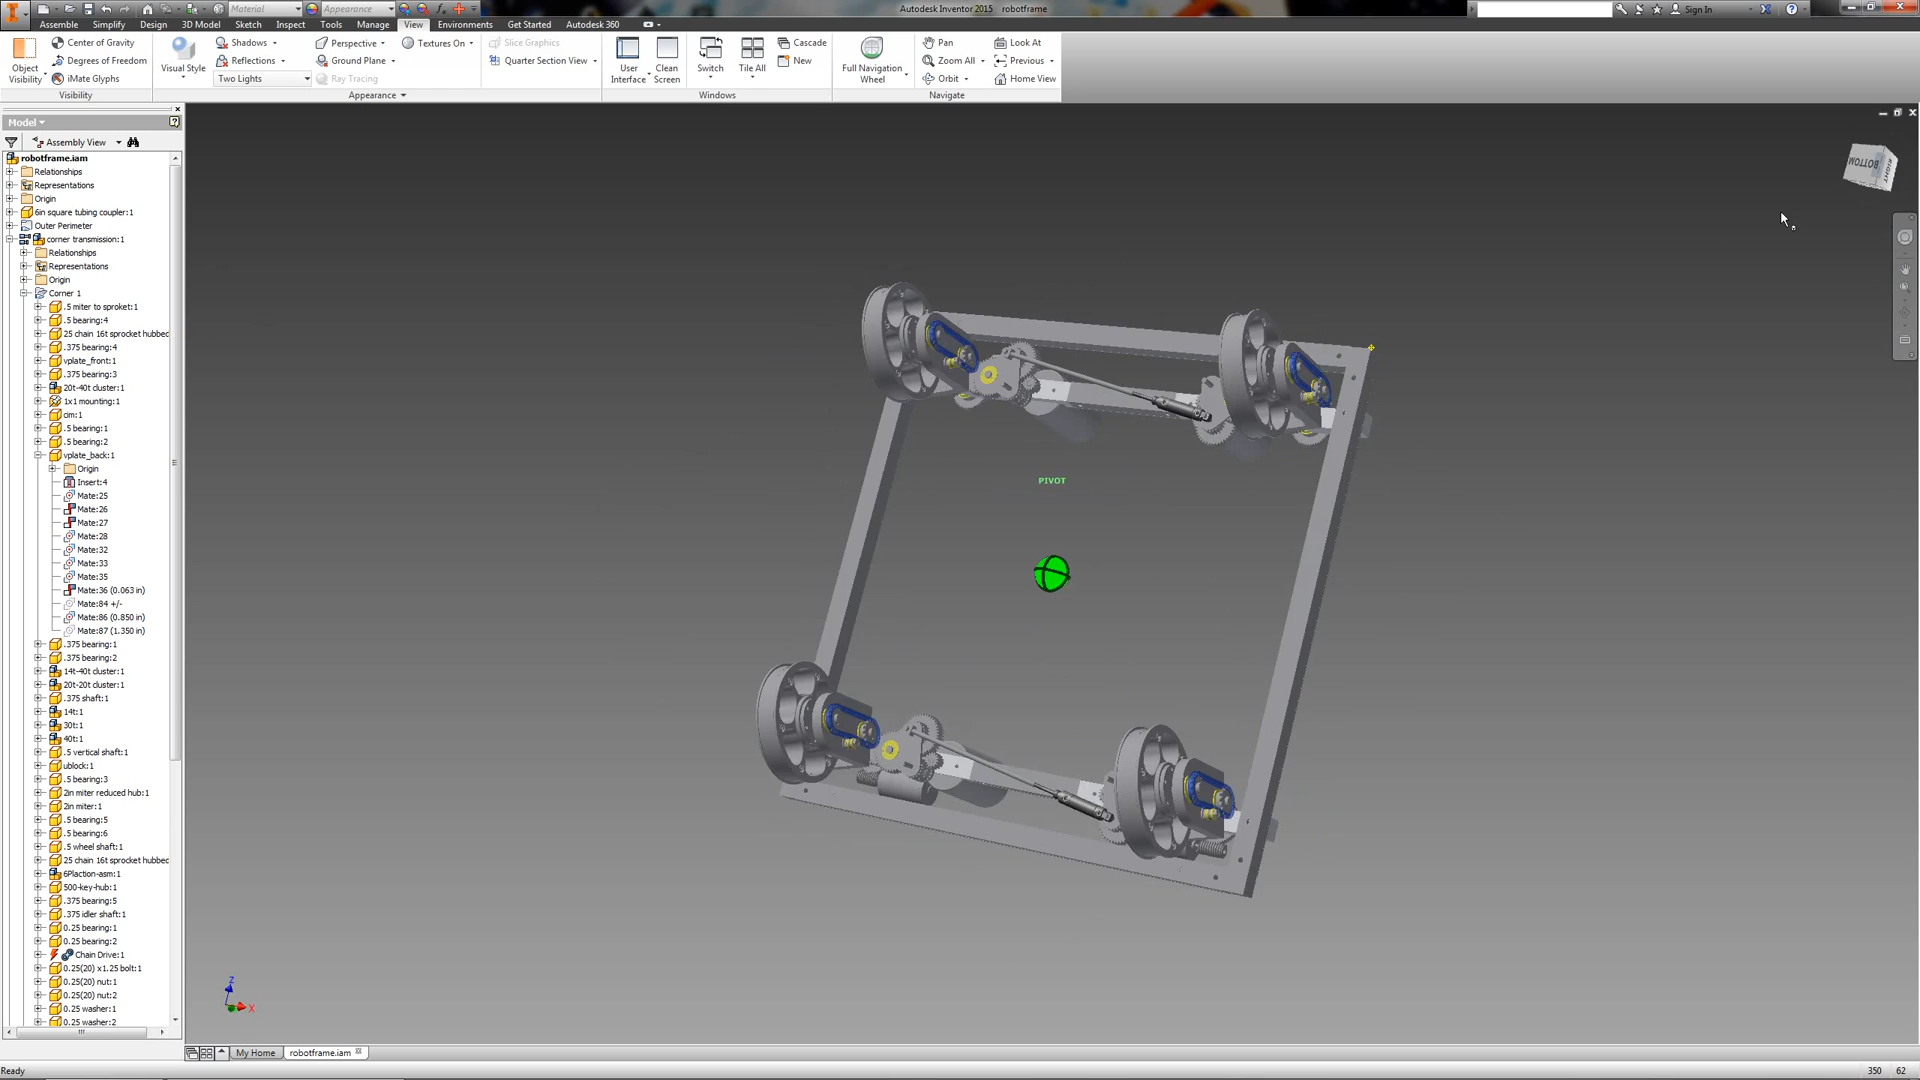 Material
Appearance
Autodesk Inventor 2015 robotframe
Sign In
Assemble Simplify Design 3D Model Sketch Inspect Tools Manage View Environments Get Started Autodesk 360
Object Visibility
Center of Gravity
Degrees of Freedom
iMate Glyphs
Visibility
Visual Style
Shadows
Reflections
Two Lights
Perspective
Ground Plane
Ray Tracing
Textures On
Appearance
Slice Graphics
Quarter Section View
User Interface
Clean Screen
Switch
Tile All
Cascade
New
Windows
Full Navigation Wheel
Pan
Zoom All
Orbit
Look At
Previous
Home View
Navigate
Model
Assembly View
robotframe.iam
Relationships
Representations
Origin
6in square tubing coupler:1
Outer Perimeter
corner transmission:1
Relationships
Representations
Origin
Corner 1
.5 miter to sproket:1
.5 bearing:4
25 chain 16t sprocket hubbed
.375 bearing:4
vplate_front:1
.375 bearing:3
20t-40t cluster:1
1x1 mounting:1
cim:1
.5 bearing:1
.5 bearing:2
vplate_back:1
Origin
Insert:4
Mate:25
Mate:26
Mate:27
Mate:28
Mate:32
Mate:33
Mate:35
Mate:36 (0.063 in)
Mate:84 +/-
Mate:86 (0.850 in)
Mate:87 (1.350 in)
.375 bearing:1
.375 bearing:2
14t-40t cluster:1
20t-20t cluster:1
.375 shaft:1
14t:1
30t:1
40t:1
.5 vertical shaft:1
ublock:1
.5 bearing:3
2in miter reduced hub:1
2in miter:1
.5 bearing:5
.5 bearing:6
.5 wheel shaft:1
25 chain 16t sprocket hubbed
6Plaction-asm:1
500-key-hub:1
.375 bearing:5
.375 idler shaft:1
0.25 bearing:1
0.25 bearing:2
Chain Drive:1
0.25(20) x1.25 bolt:1
0.25(20) nut:1
0.25(20) nut:2
0.25 washer:1
0.25 washer:2
BOTTOM
RIGHT
PIVOT
Z
X
My Home
robotframe.iam
Ready
350 62